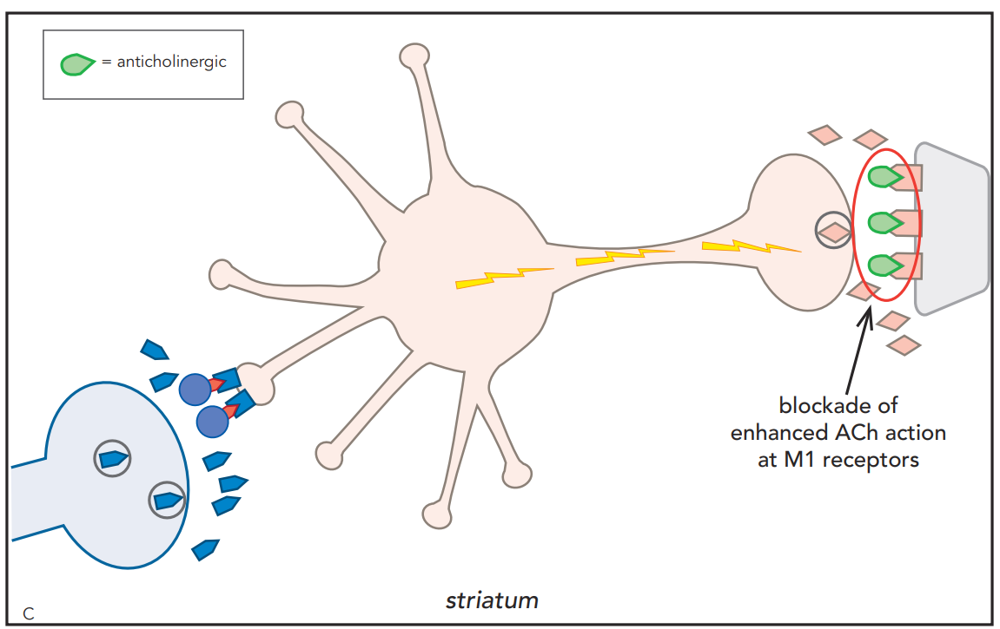 = anticholinergic
blockade of
enhanced ACh action
at M1 receptors
striatum
C